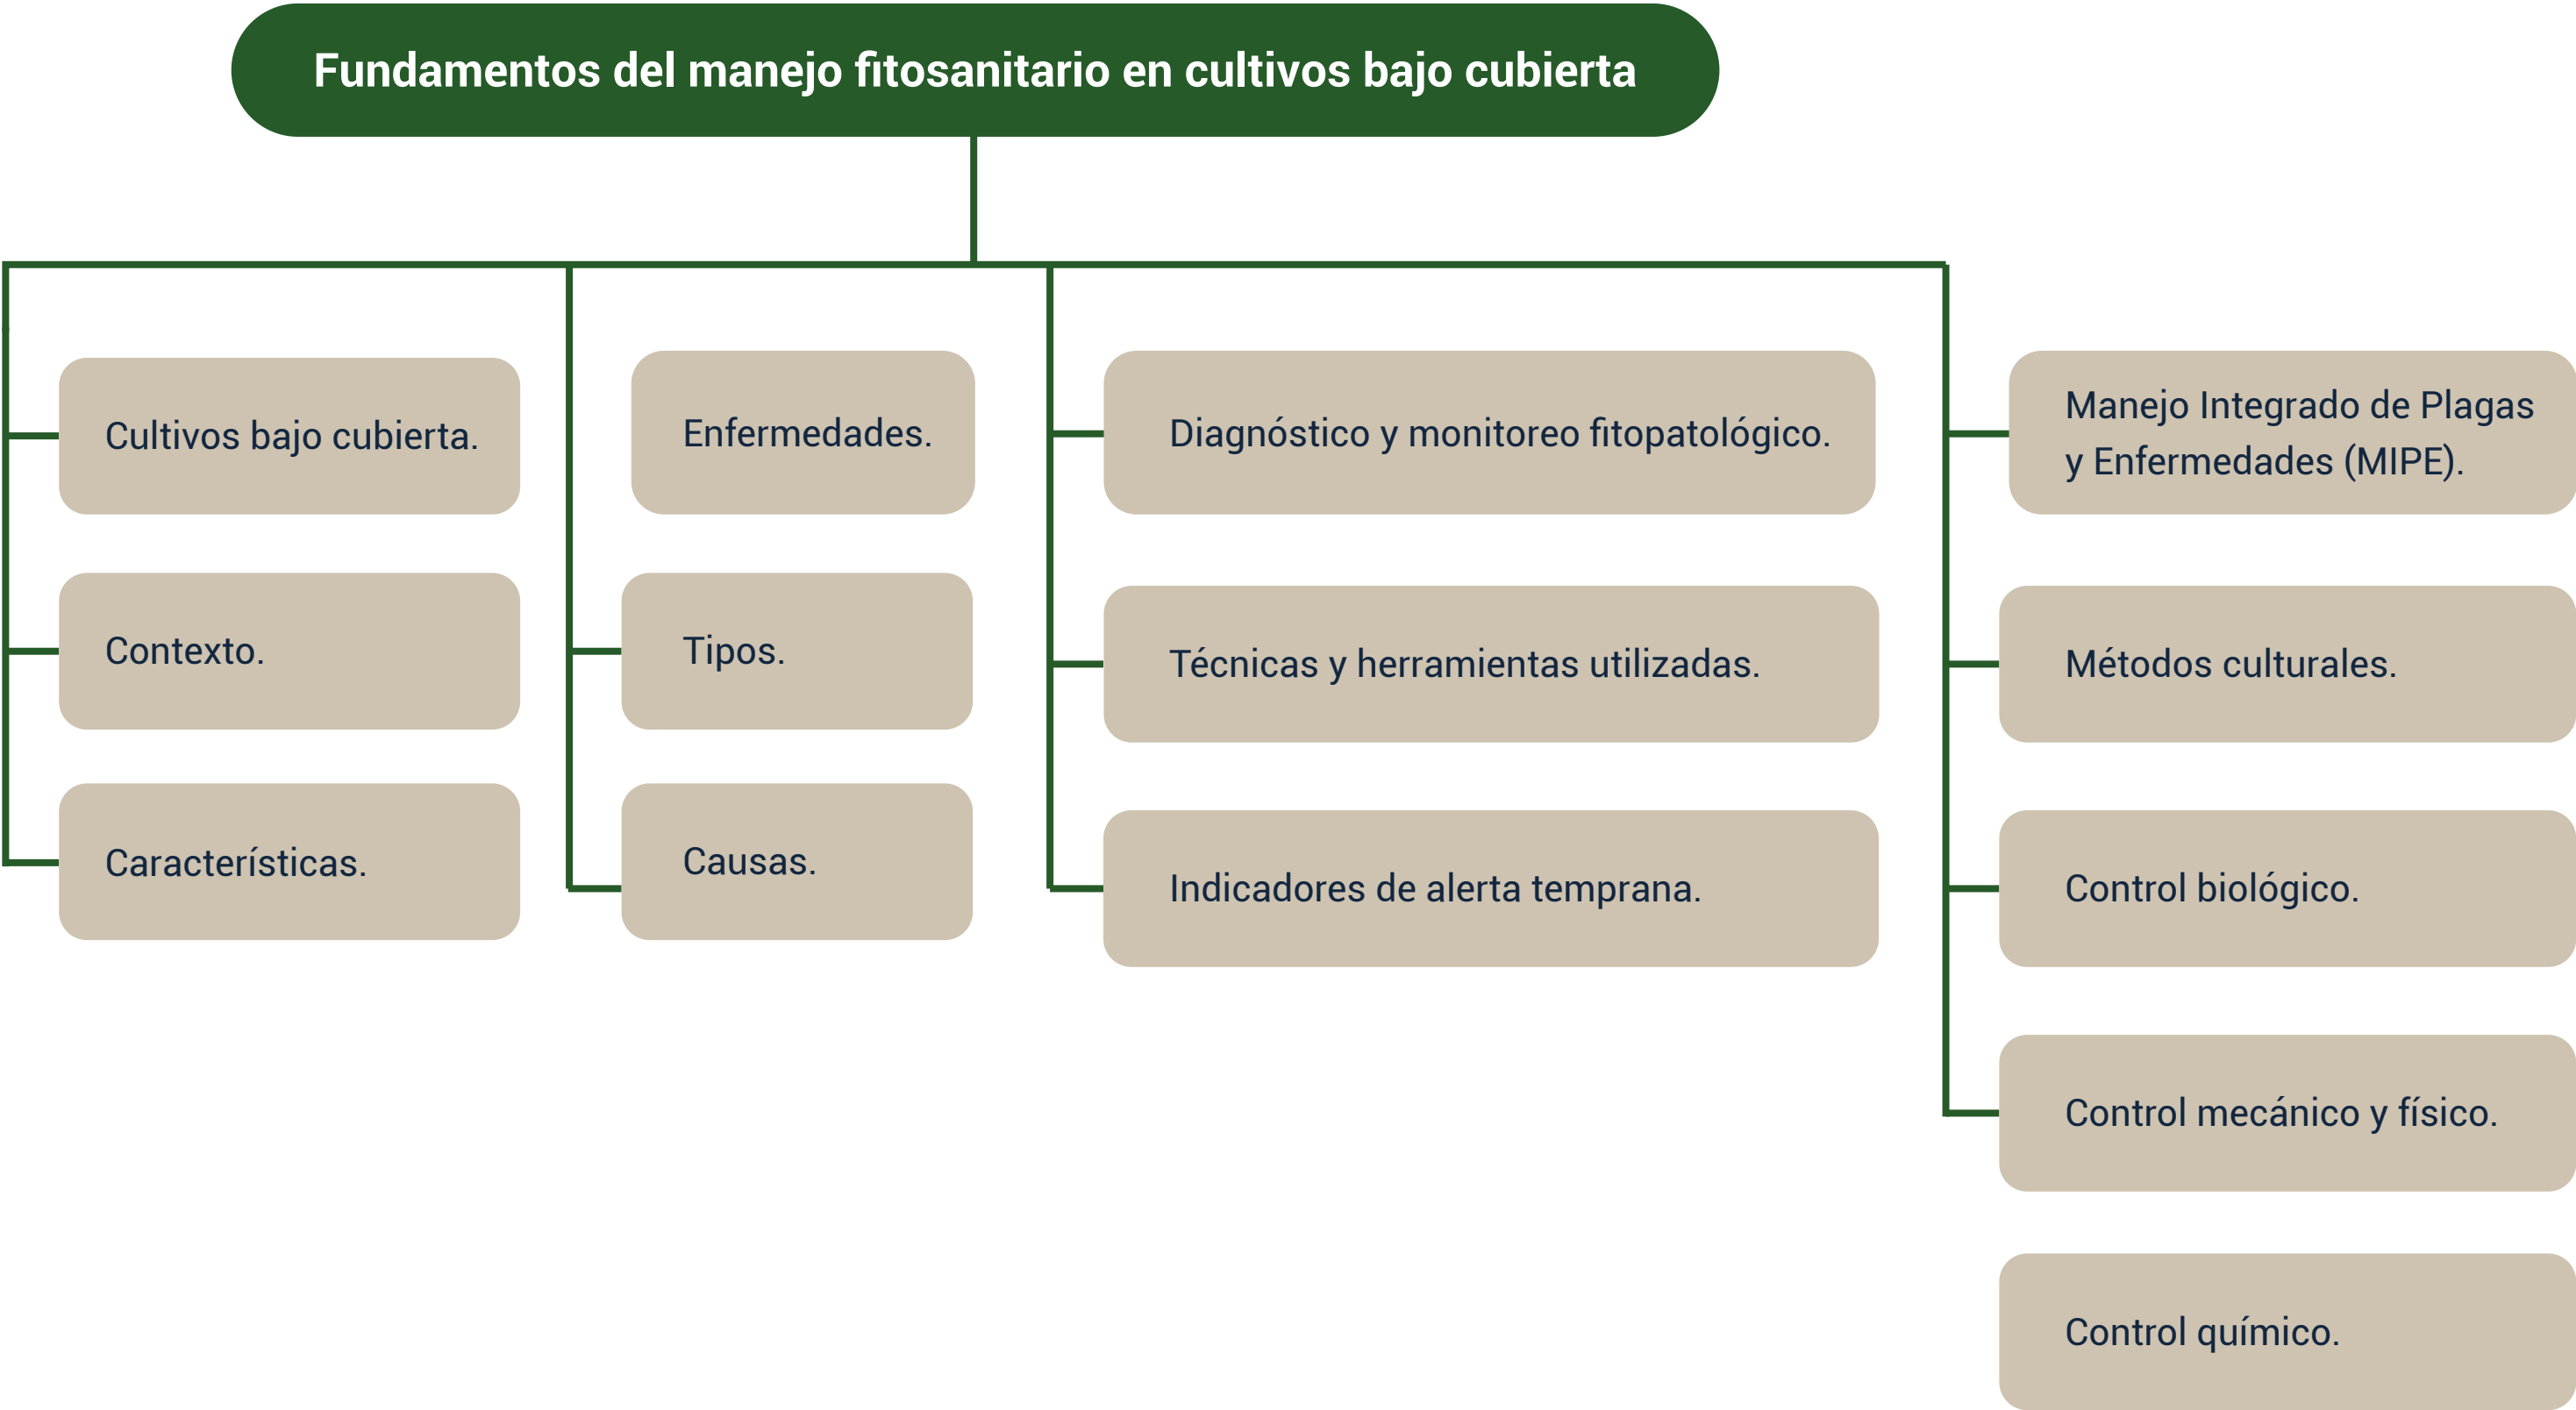 Fundamentos del manejo fitosanitario en cultivos bajo cubierta
Cultivos bajo cubierta.
Contexto.
Características.
Enfermedades.
Tipos.
Causas.
Diagnóstico y monitoreo fitopatológico.
Técnicas y herramientas utilizadas.
Indicadores de alerta temprana.
Manejo Integrado de Plagas
y Enfermedades (MIPE).
Métodos culturales.
Control biológico.
Control mecánico y físico.
Control químico.